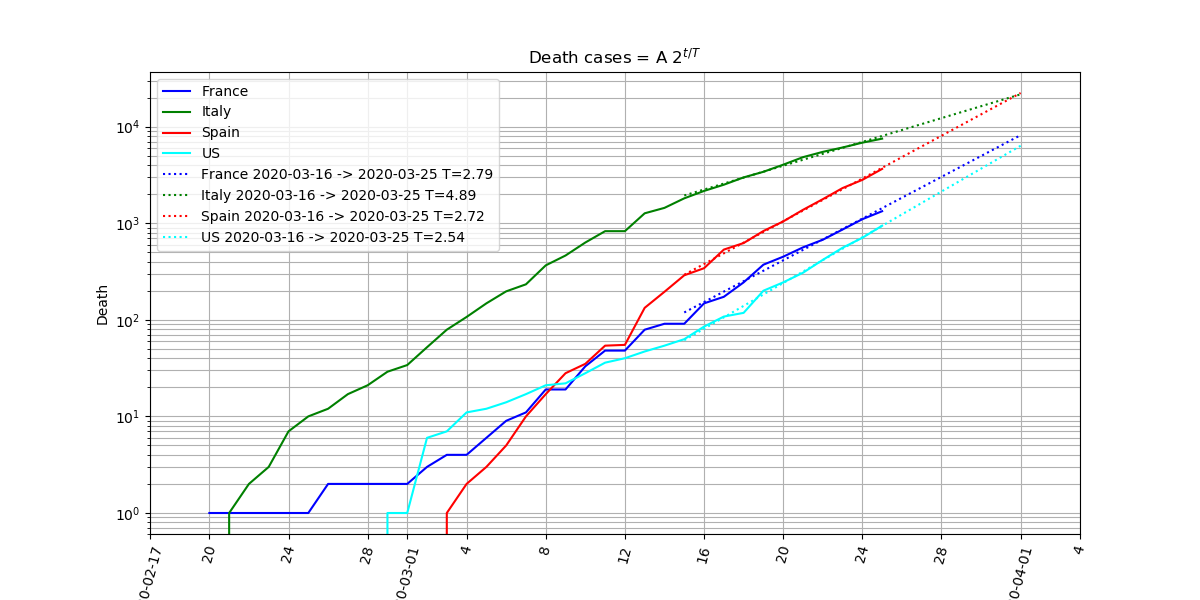 Death cases = A 2^{t/T}
France
Italy
Spain
US
France 2020-03-16 -> 2020-03-25 T=2.79
Italy 2020-03-16 -> 2020-03-25 T=4.89
Spain 2020-03-16 -> 2020-03-25 T=2.72
US 2020-03-16 -> 2020-03-25 T=2.54
Death
10^4
10^3
10^2
10^1
10^0
0-02-17
20
24
28
0-03-01
4
8
12
16
20
24
28
0-04-01
4